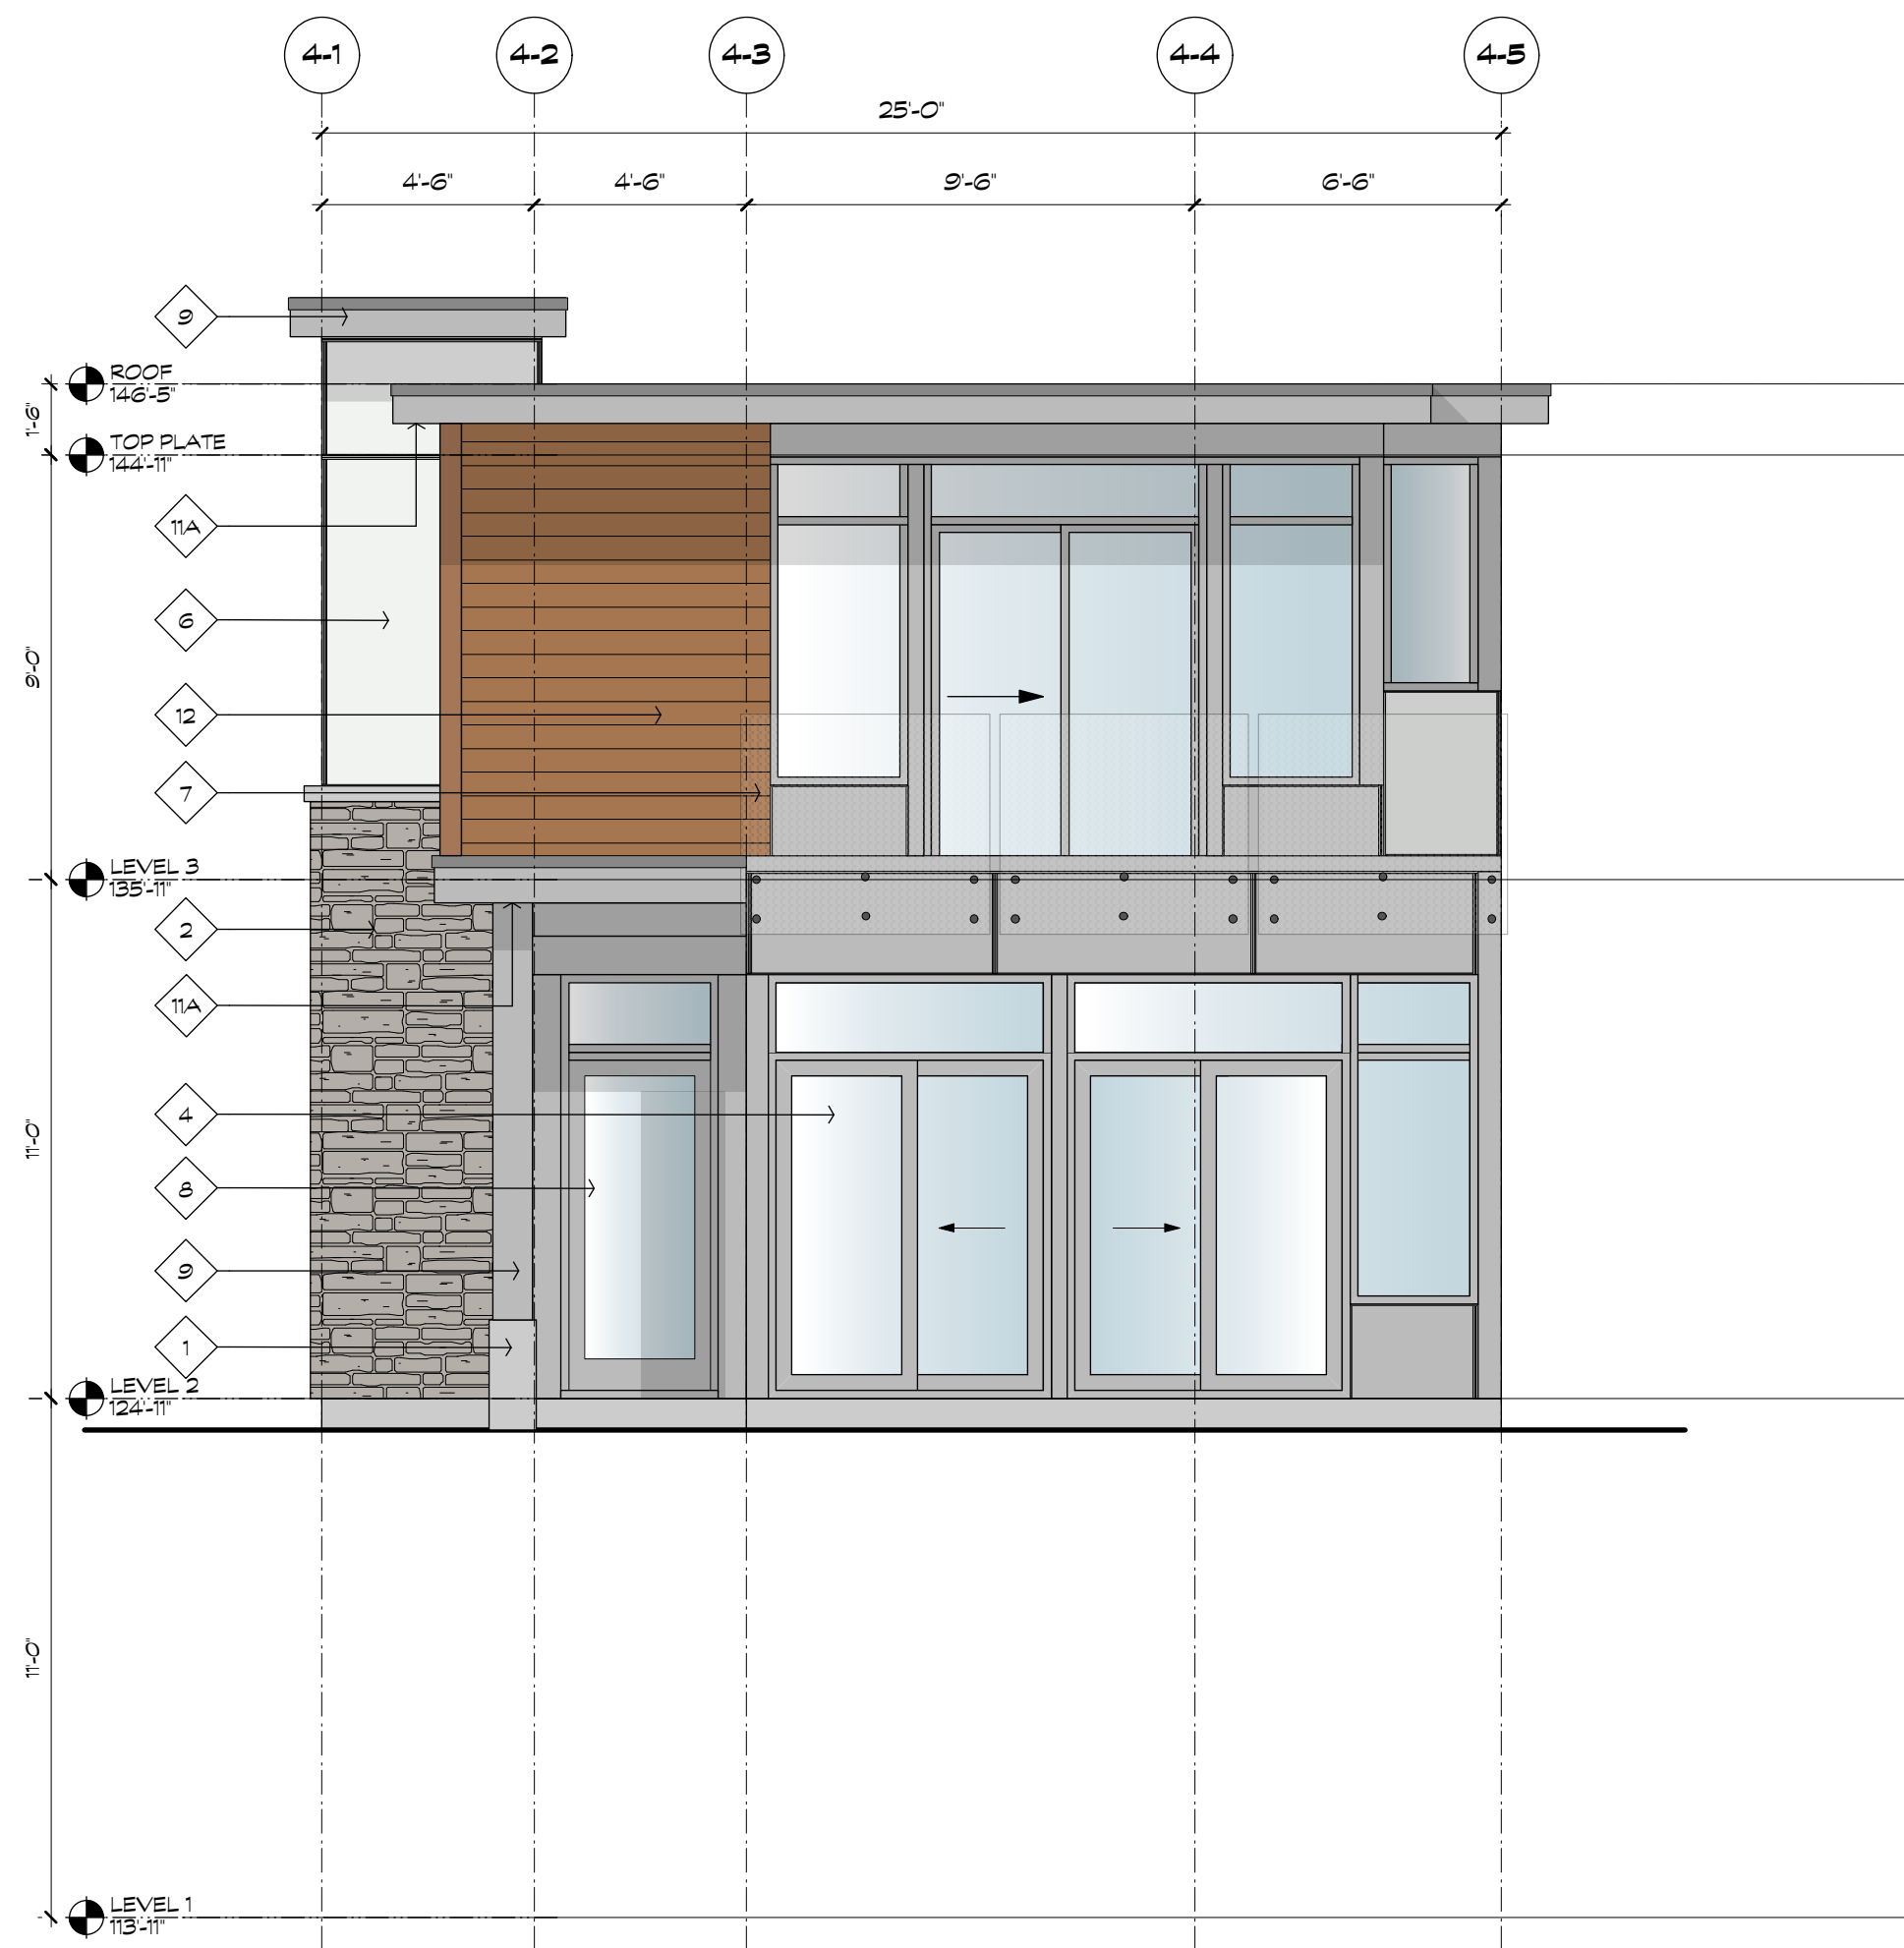 4-1 4-2 4-3 4-4 4-5
25'-0"
4'-6" 4'-6" 9'-6" 6'-6"
9
ROOF
146'-5"
1'-6"
TOP PLATE
144'-11"
11A
6
9'-0"
12
7
LEVEL 3
135'-11"
2
11A
4
11'-0"
8
9
1
LEVEL 2
124'-11"
11'-0"
LEVEL 1
113'-11"